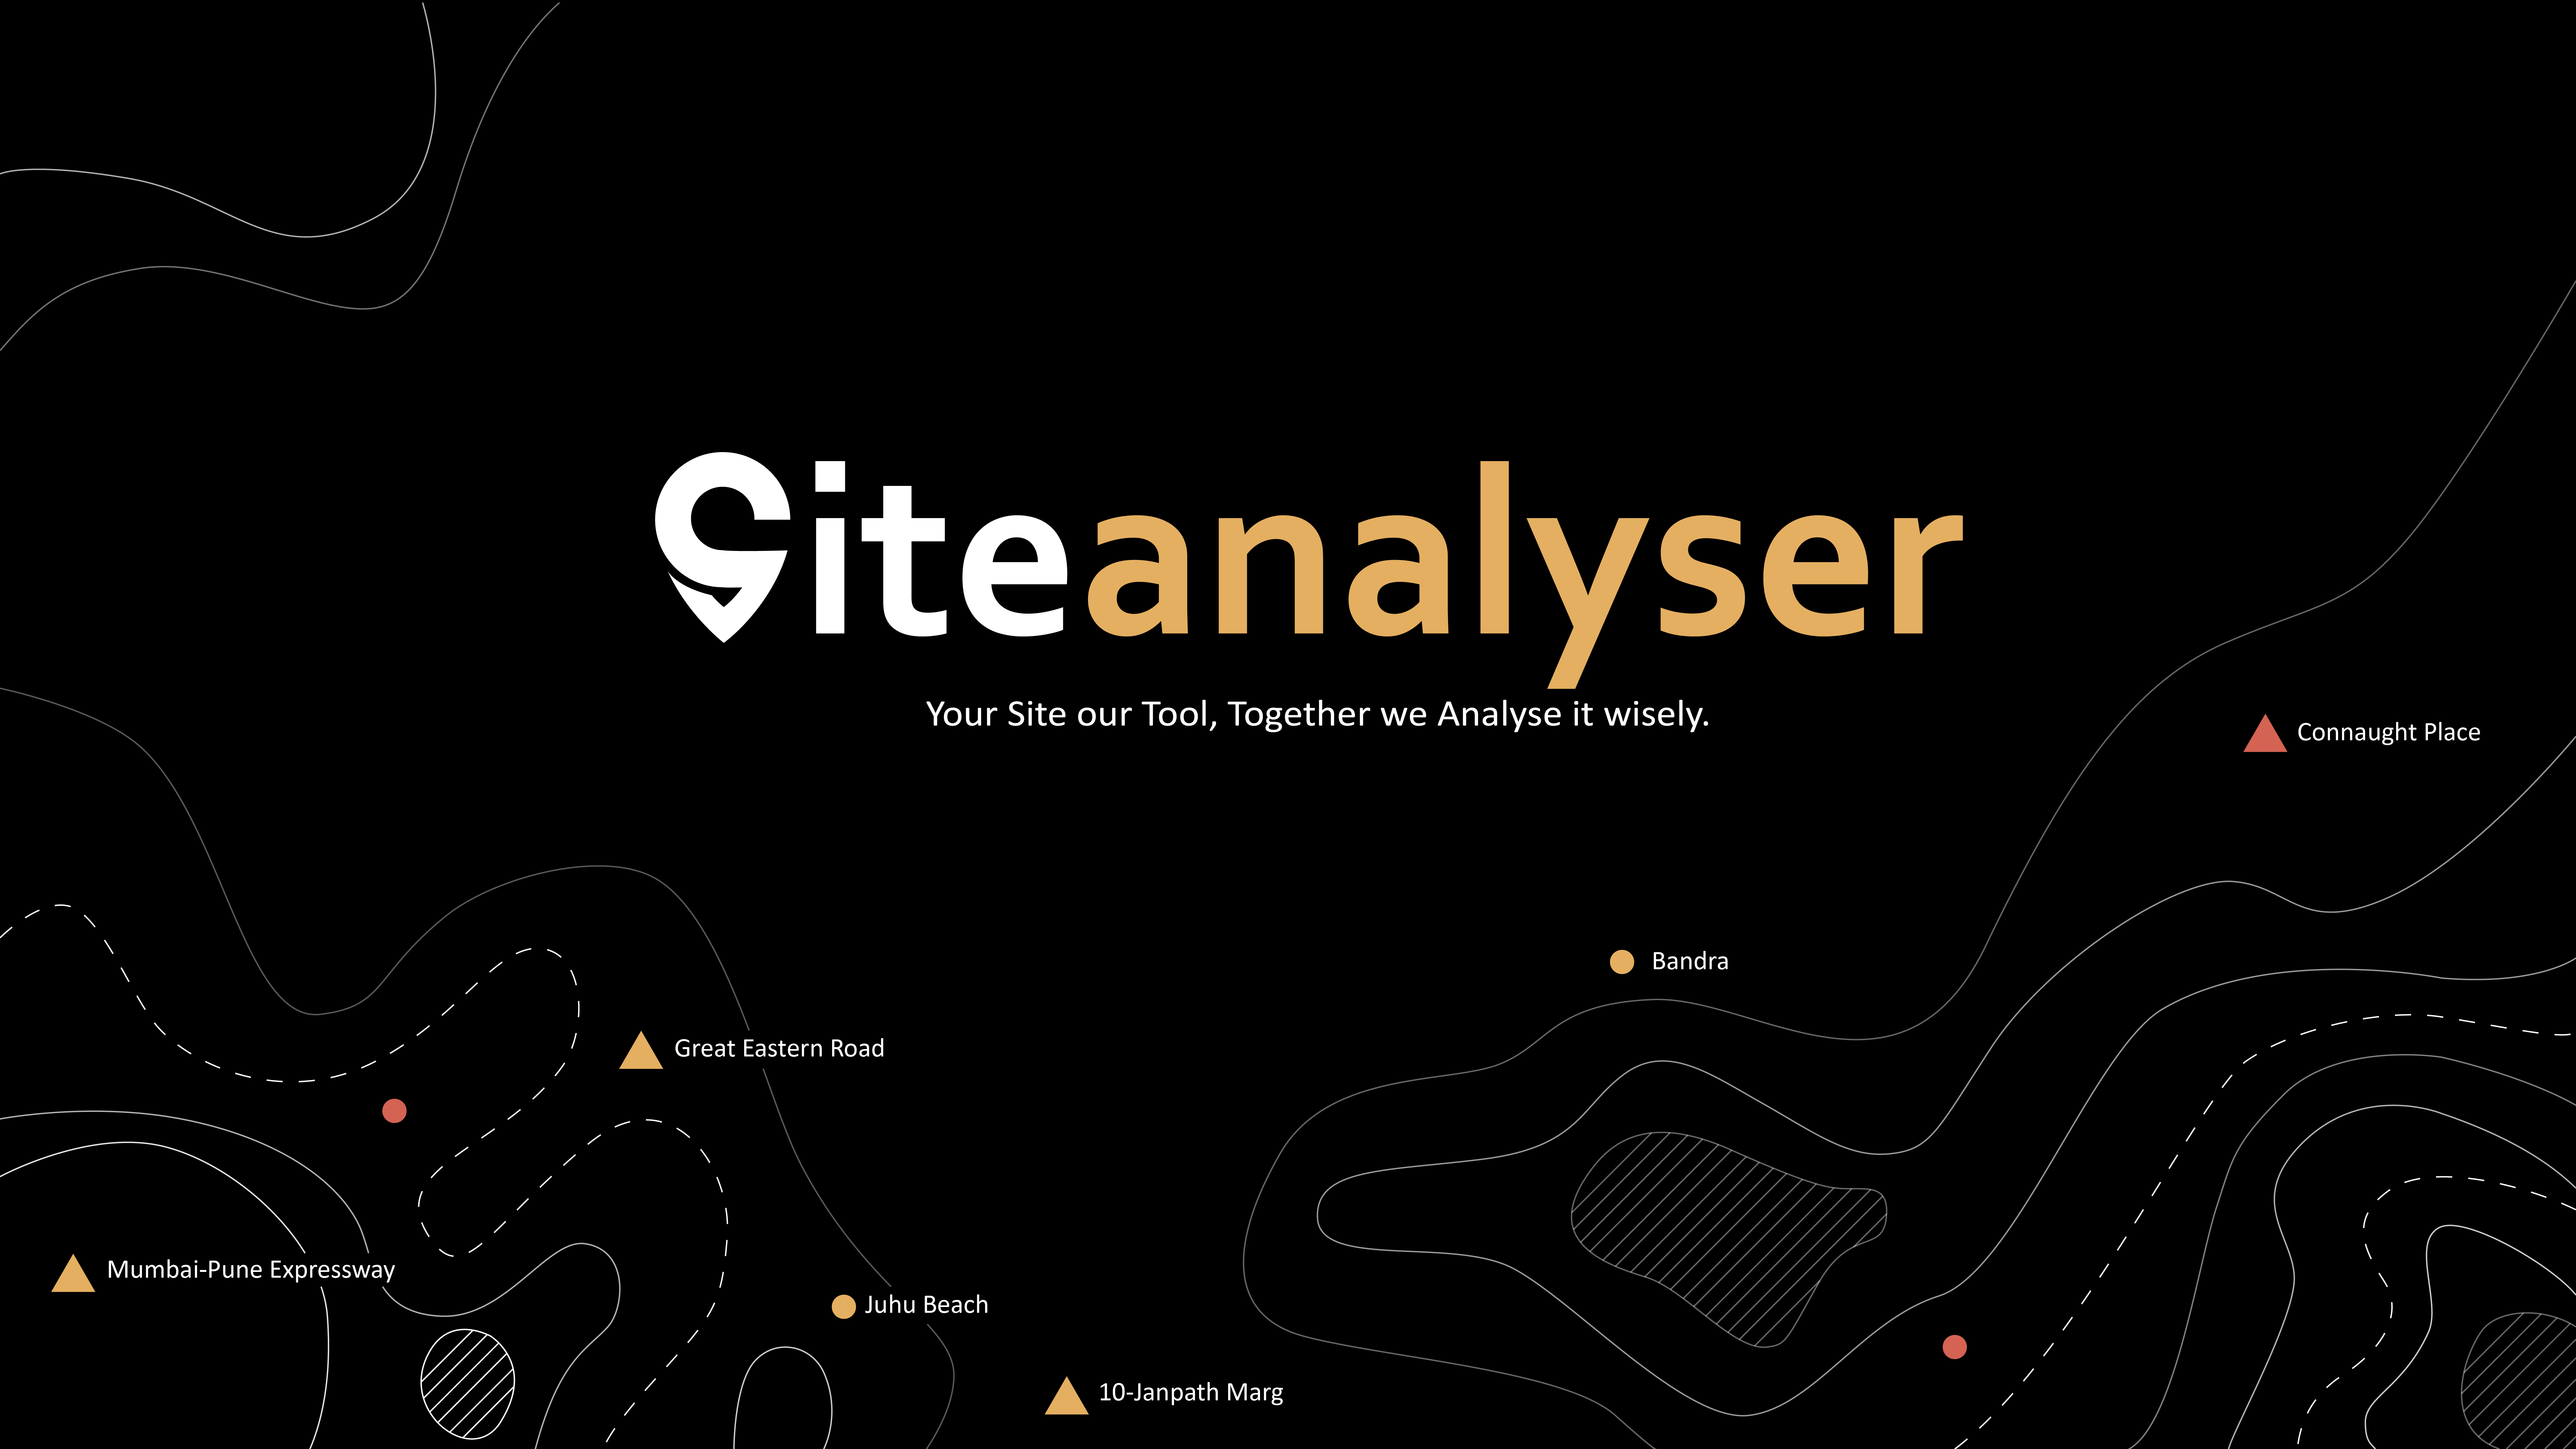 Siteanalyser
Your Site our Tool, Together we Analyse it wisely.
Connaught Place
Bandra
Great Eastern Road
Mumbai-Pune Expressway
Juhu Beach
10-Janpath Marg